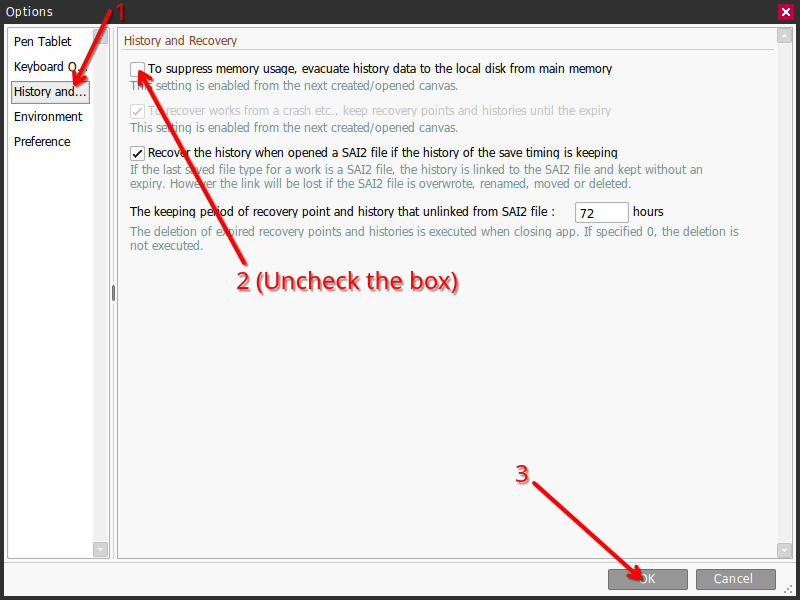 Options
1
Pen Tablet
Keyboard O...
History and...
Environment
Preference
History and Recovery
To suppress memory usage, evacuate history data to the local disk from main memory
This setting is enabled from the next created/opened canvas.
To recover works from a crash etc., keep recovery points and histories until the expiry
This setting is enabled from the next created/opened canvas.
Recover the history when opened a SAI2 file if the history of the save timing is keeping
If the last saved file type for a work is a SAI2 file, the history is linked to the SAI2 file and kept without an
expiry. However the link will be lost if the SAI2 file is overwrote, renamed, moved or deleted.
The keeping period of recovery point and history that unlinked from SAI2 file : 72 hours
The deletion of expired recovery points and histories is executed when closing app. If specified 0, the deletion is
not executed.
2 (Uncheck the box)
3
OK
Cancel